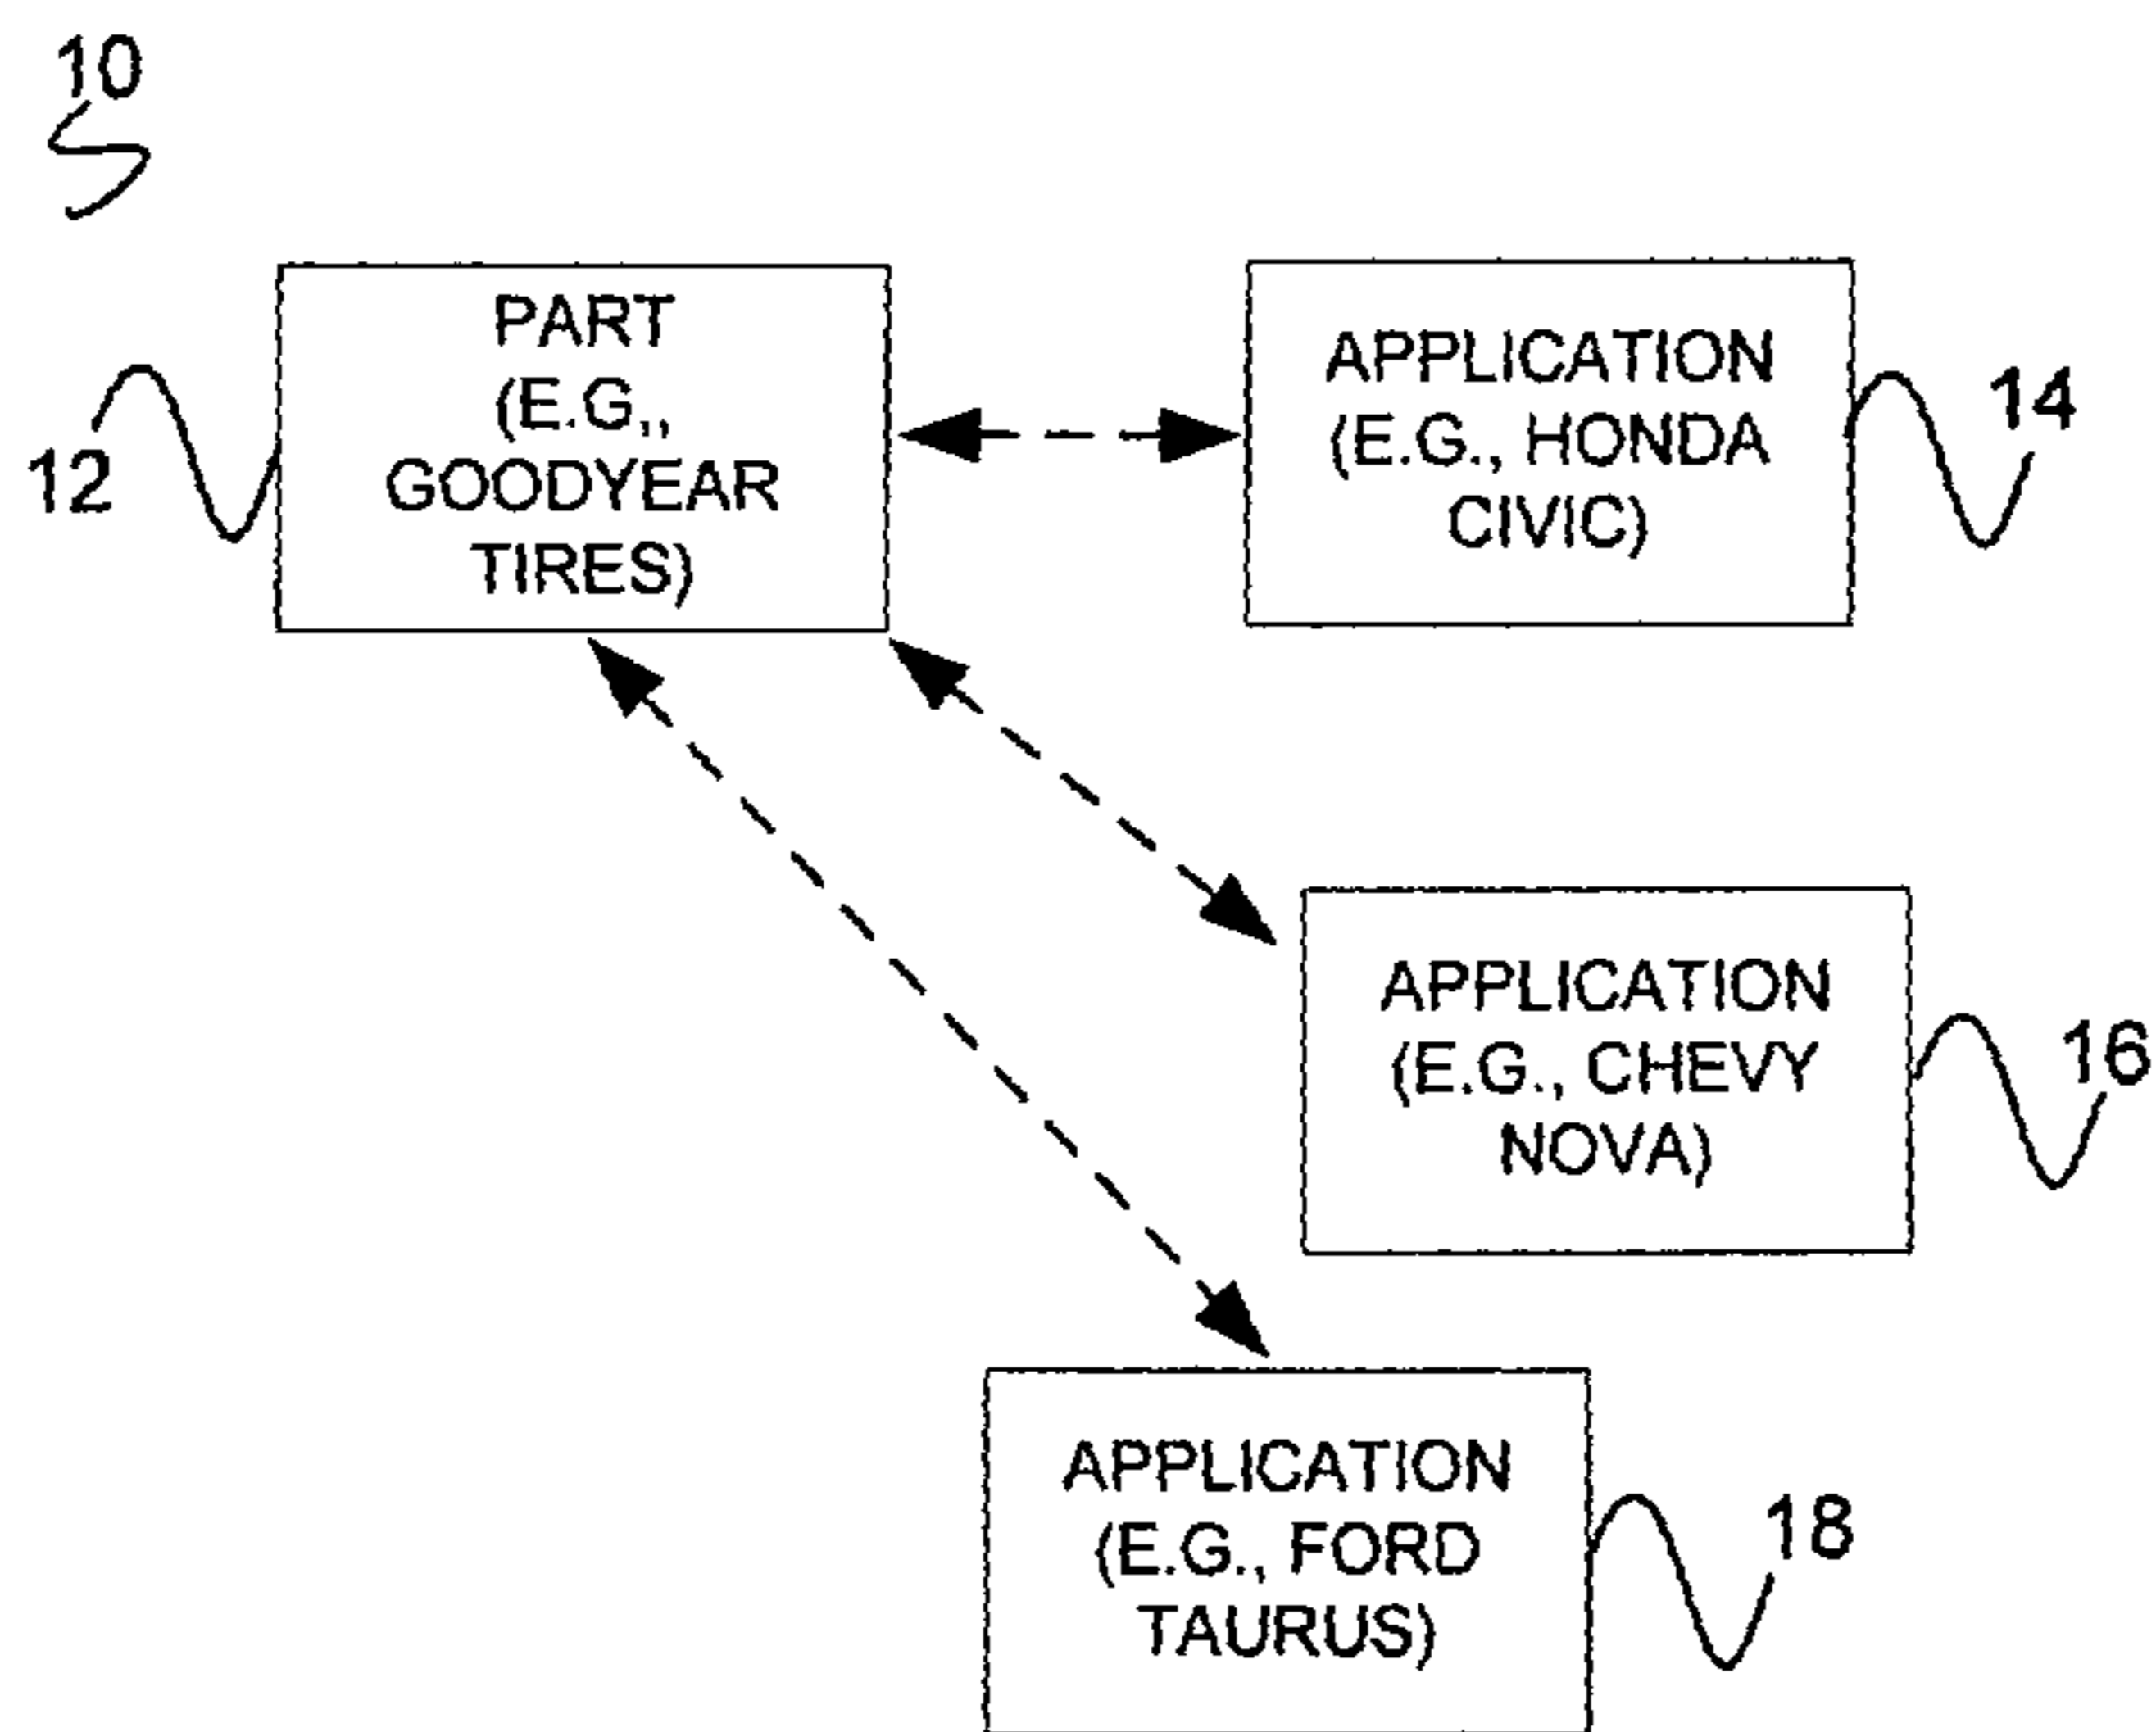 10
PART
(E.G.,,
GOODYEAR
TIRES)
12
APPLICATION
(E.G., HONDA
CIVIC)
14
APPLICATION
(E.G., CHEVY
NOVA)
16
APPLICATION
(E.G., FORD
TAURUS)
18